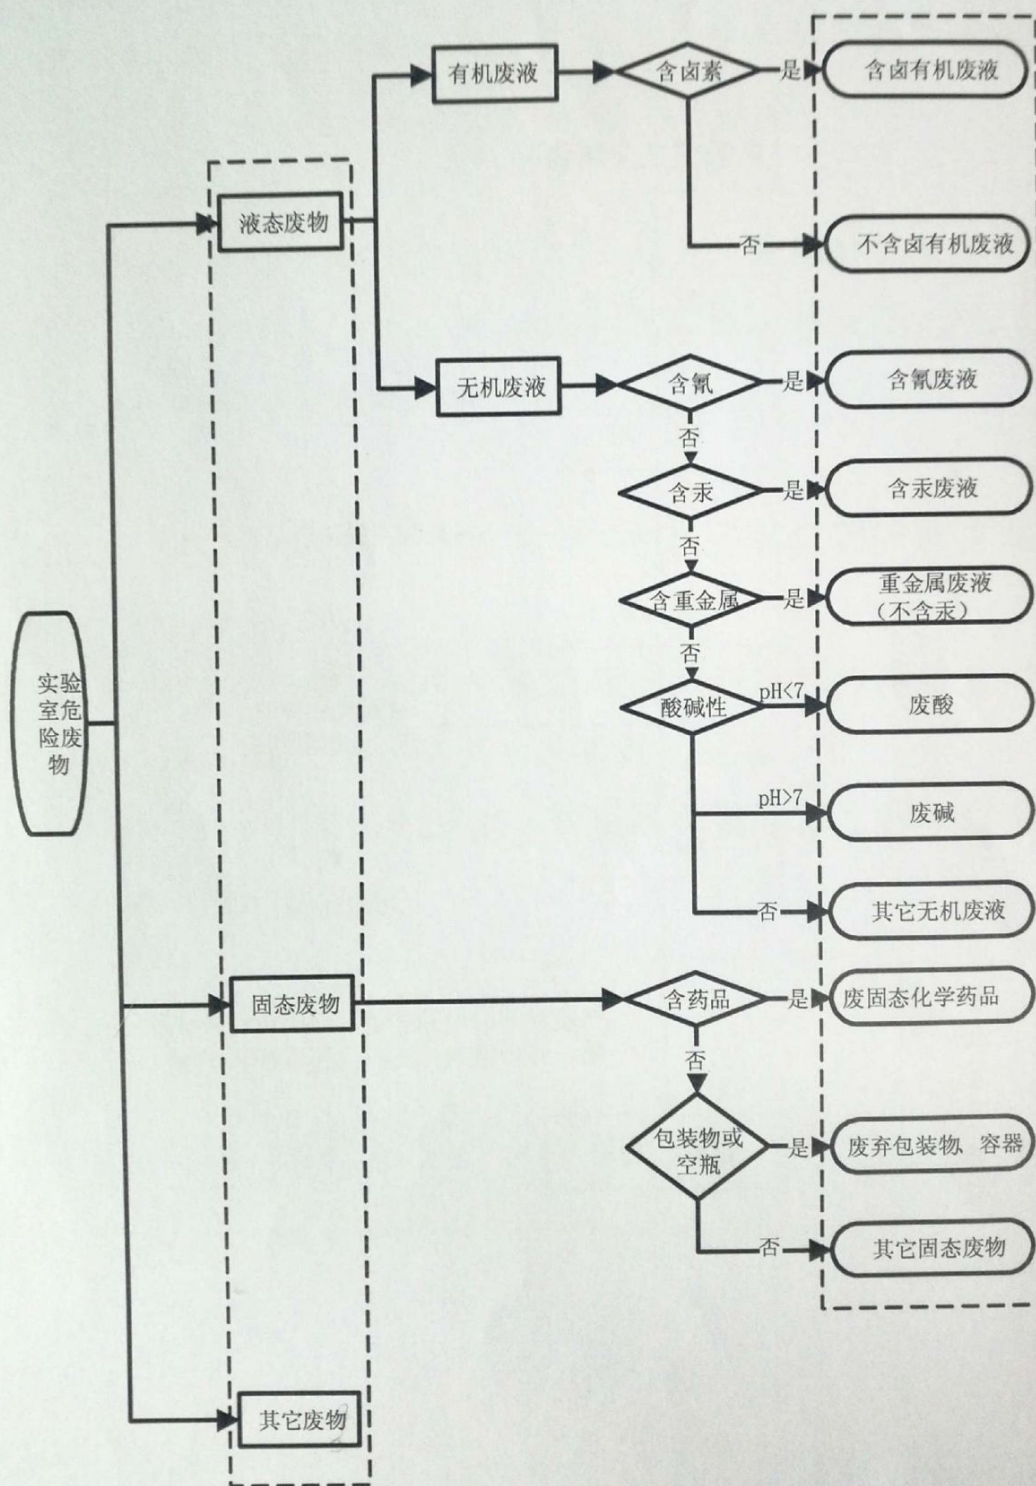 有机废液
含卤素
是
含卤有机废液
液态废物
否
不含卤有机废液
无机废液
含氰
是
含氰废液
否
含汞
是
含汞废液
否
含重金属
是
重金属废液
（不含汞）
否
实验
室危
险废
物
酸碱性
pH<7
废酸
pH>7
废碱
否
其它无机废液
固态废物
含药品
是
废固态化学药品
否
包装物或
空瓶
是
废弃包装物、容器
否
其它固态废物
其它废物